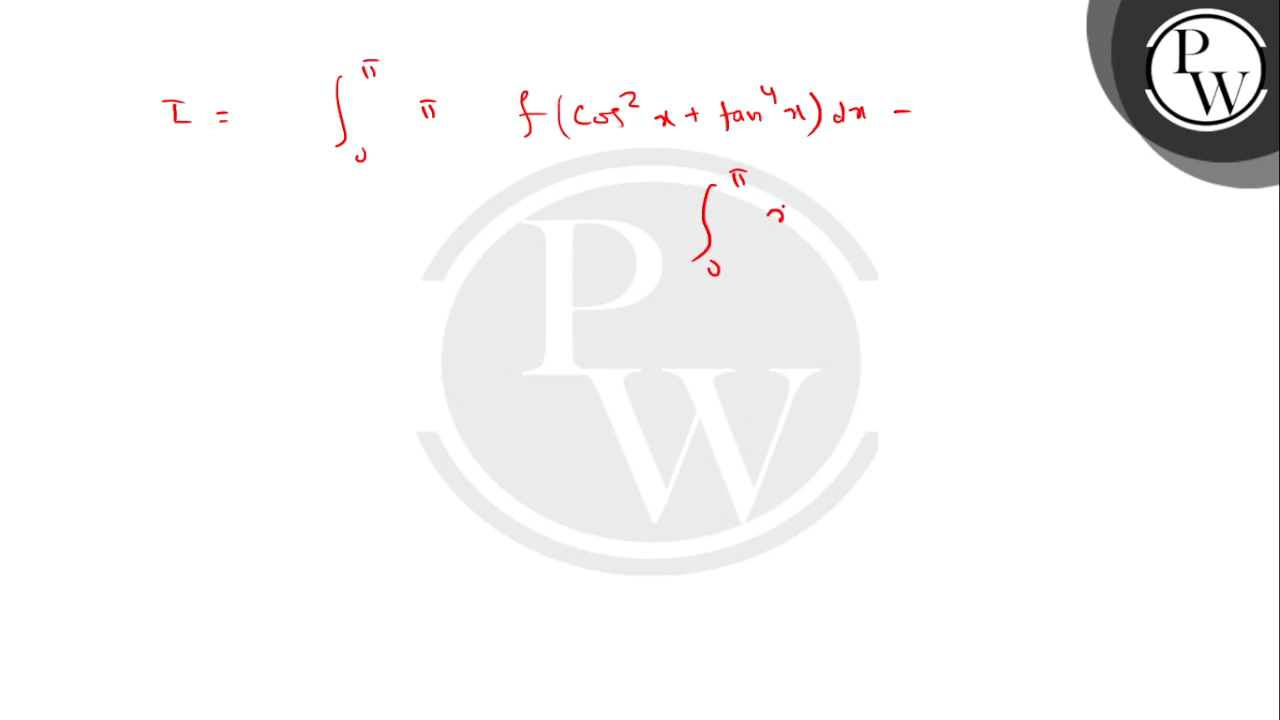 I = ∫₀^π π f(cos² x + tan⁴ x) dx −
∫₀^π x
P W
P W